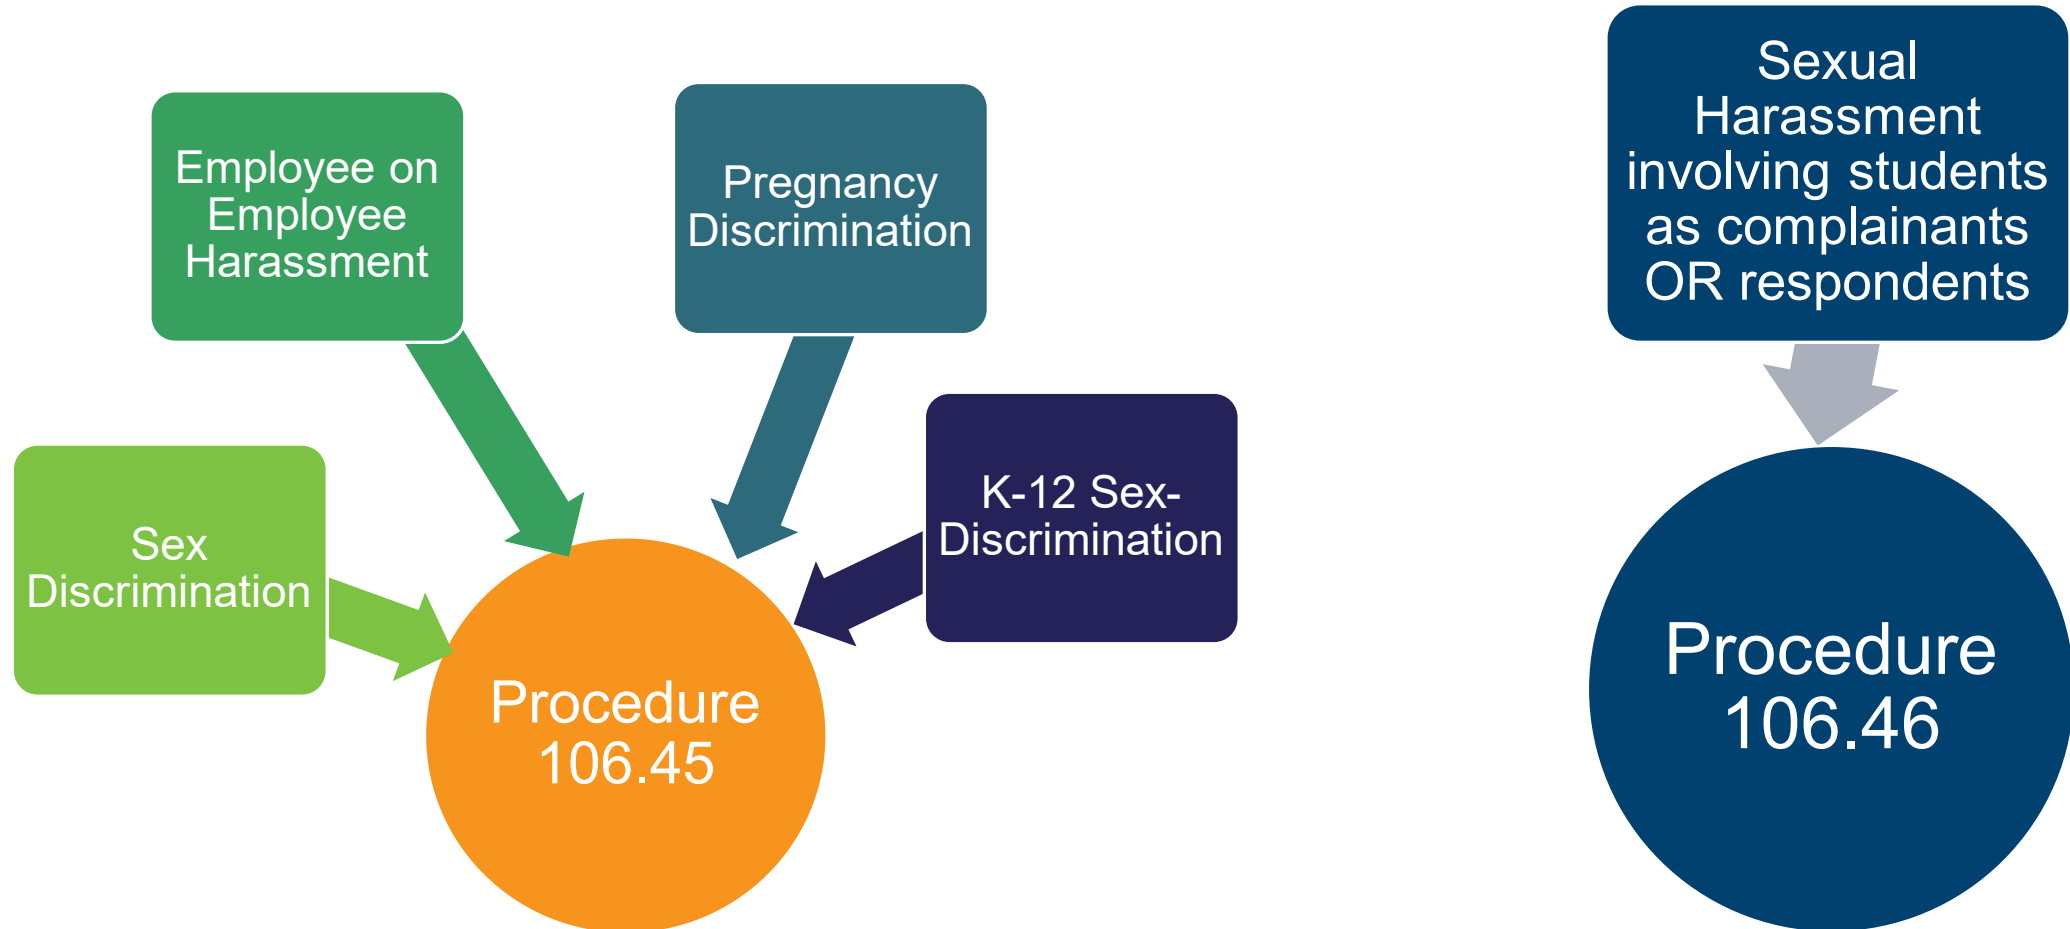 Employee on
Employee
Harassment
Pregnancy
Discrimination
Sex
Discrimination
K-12 Sex-
Discrimination
Procedure
106.45
Sexual
Harassment
involving students
as complainants
OR respondents
Procedure
106.46